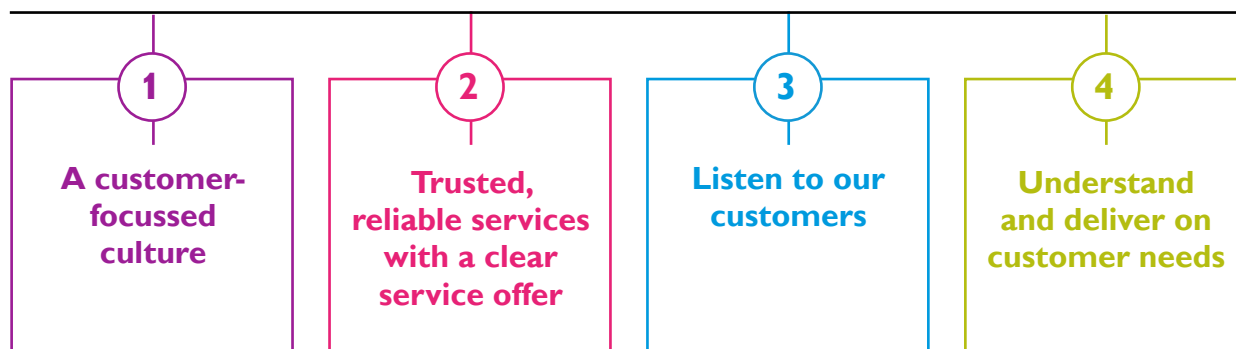 1
A customer-
focussed
culture
2
Trusted,
reliable services
with a clear
service offer
3
Listen to our
customers
4
Understand
and deliver on
customer needs